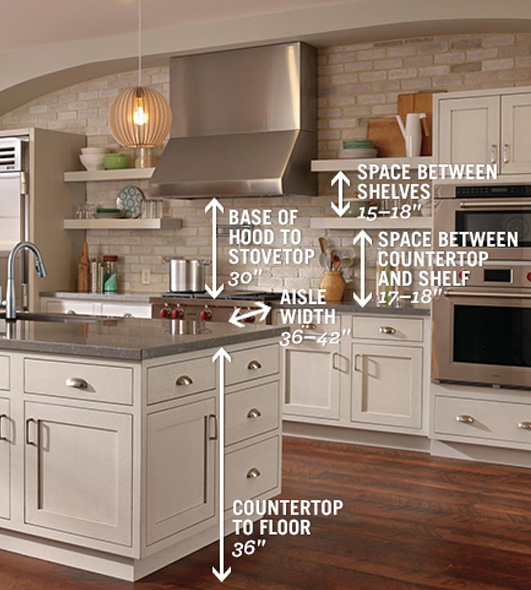 SPACE BETWEEN
SHELVES
15–18"
BASE OF
HOOD TO
STOVETOP
30"
SPACE BETWEEN
COUNTERTOP
AND SHELF
17–18"
AISLE
WIDTH
36–42"
COUNTERTOP
TO FLOOR
36"